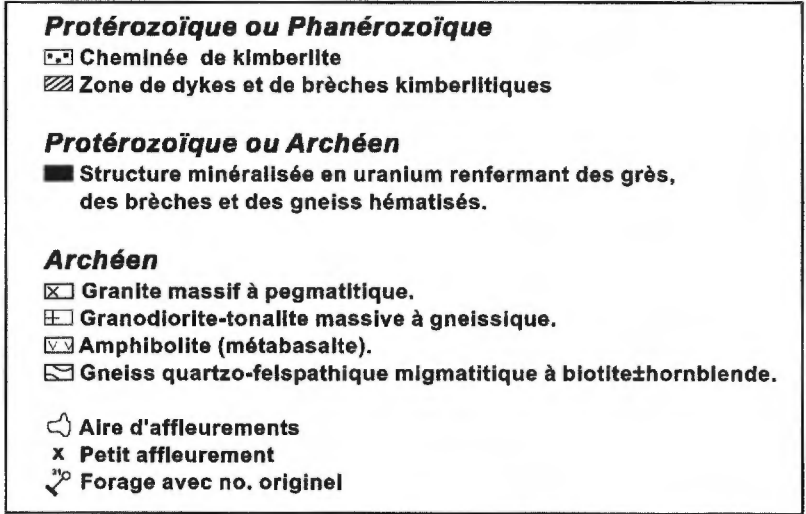 Protérozoïque ou Phanérozoïque
Cheminée de kimberlite
Zone de dykes et de brèches kimberlitiques
Protérozoïque ou Archéen
Structure minéralisée en uranium renfermant des grès,
des brèches et des gneiss hématisés.
Archéen
Granite massif à pegmatitique.
Granodiorite-tonalite massive à gneissique.
Amphibolite (métabasalte).
Gneiss quartzo-felspathique migmatitique à biotite±hornblende.
Aire d'affleurements
x Petit affleurement
Forage avec no. originel